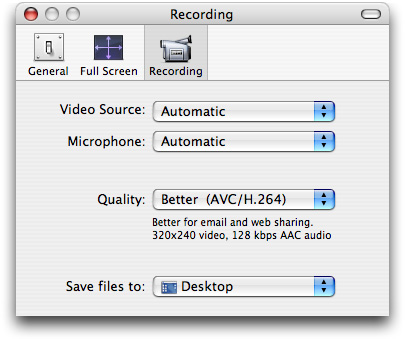 Recording
General Full Screen Recording
Video Source: Automatic
Microphone: Automatic
Quality: Better (AVC/H.264)
Better for email and web sharing.
320x240 video, 128 kbps AAC audio
Save files to: Desktop